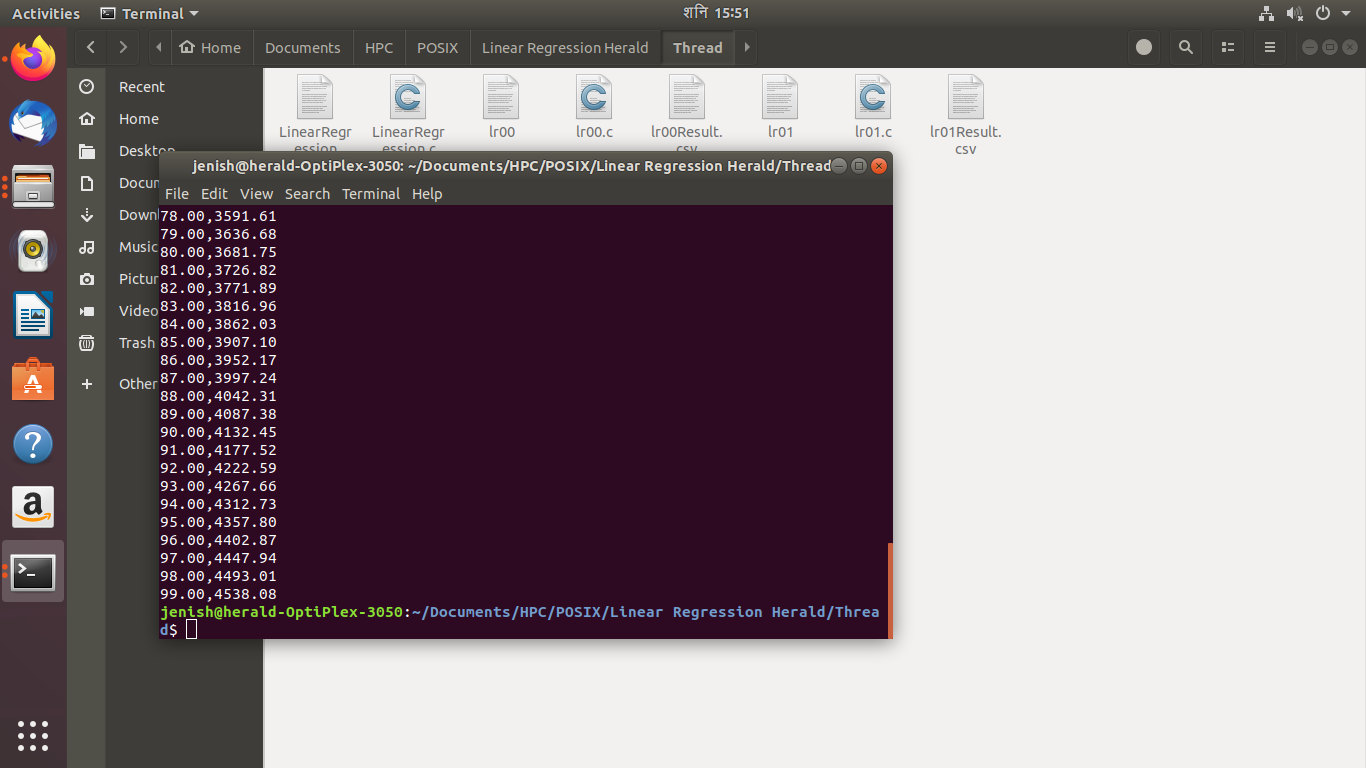 Activities
Terminal
शनि 15:51
Home
Documents
HPC
POSIX
Linear Regression Herald
Thread
Recent
Home
Desktop
Docum
Downl
Music
Pictur
Video
Trash
Other
LinearRegr
ession
LinearRegr
ession.c
lr00
lr00.c
lr00Result.
csv
lr01
lr01.c
lr01Result.
csv
jenish@herald-OptiPlex-3050: ~/Documents/HPC/POSIX/Linear Regression Herald/Thread
File Edit View Search Terminal Help
78.00,3591.61
79.00,3636.68
80.00,3681.75
81.00,3726.82
82.00,3771.89
83.00,3816.96
84.00,3862.03
85.00,3907.10
86.00,3952.17
87.00,3997.24
88.00,4042.31
89.00,4087.38
90.00,4132.45
91.00,4177.52
92.00,4222.59
93.00,4267.66
94.00,4312.73
95.00,4357.80
96.00,4402.87
97.00,4447.94
98.00,4493.01
99.00,4538.08
jenish@herald-OptiPlex-3050:~/Documents/HPC/POSIX/Linear Regression Herald/Threa
d$